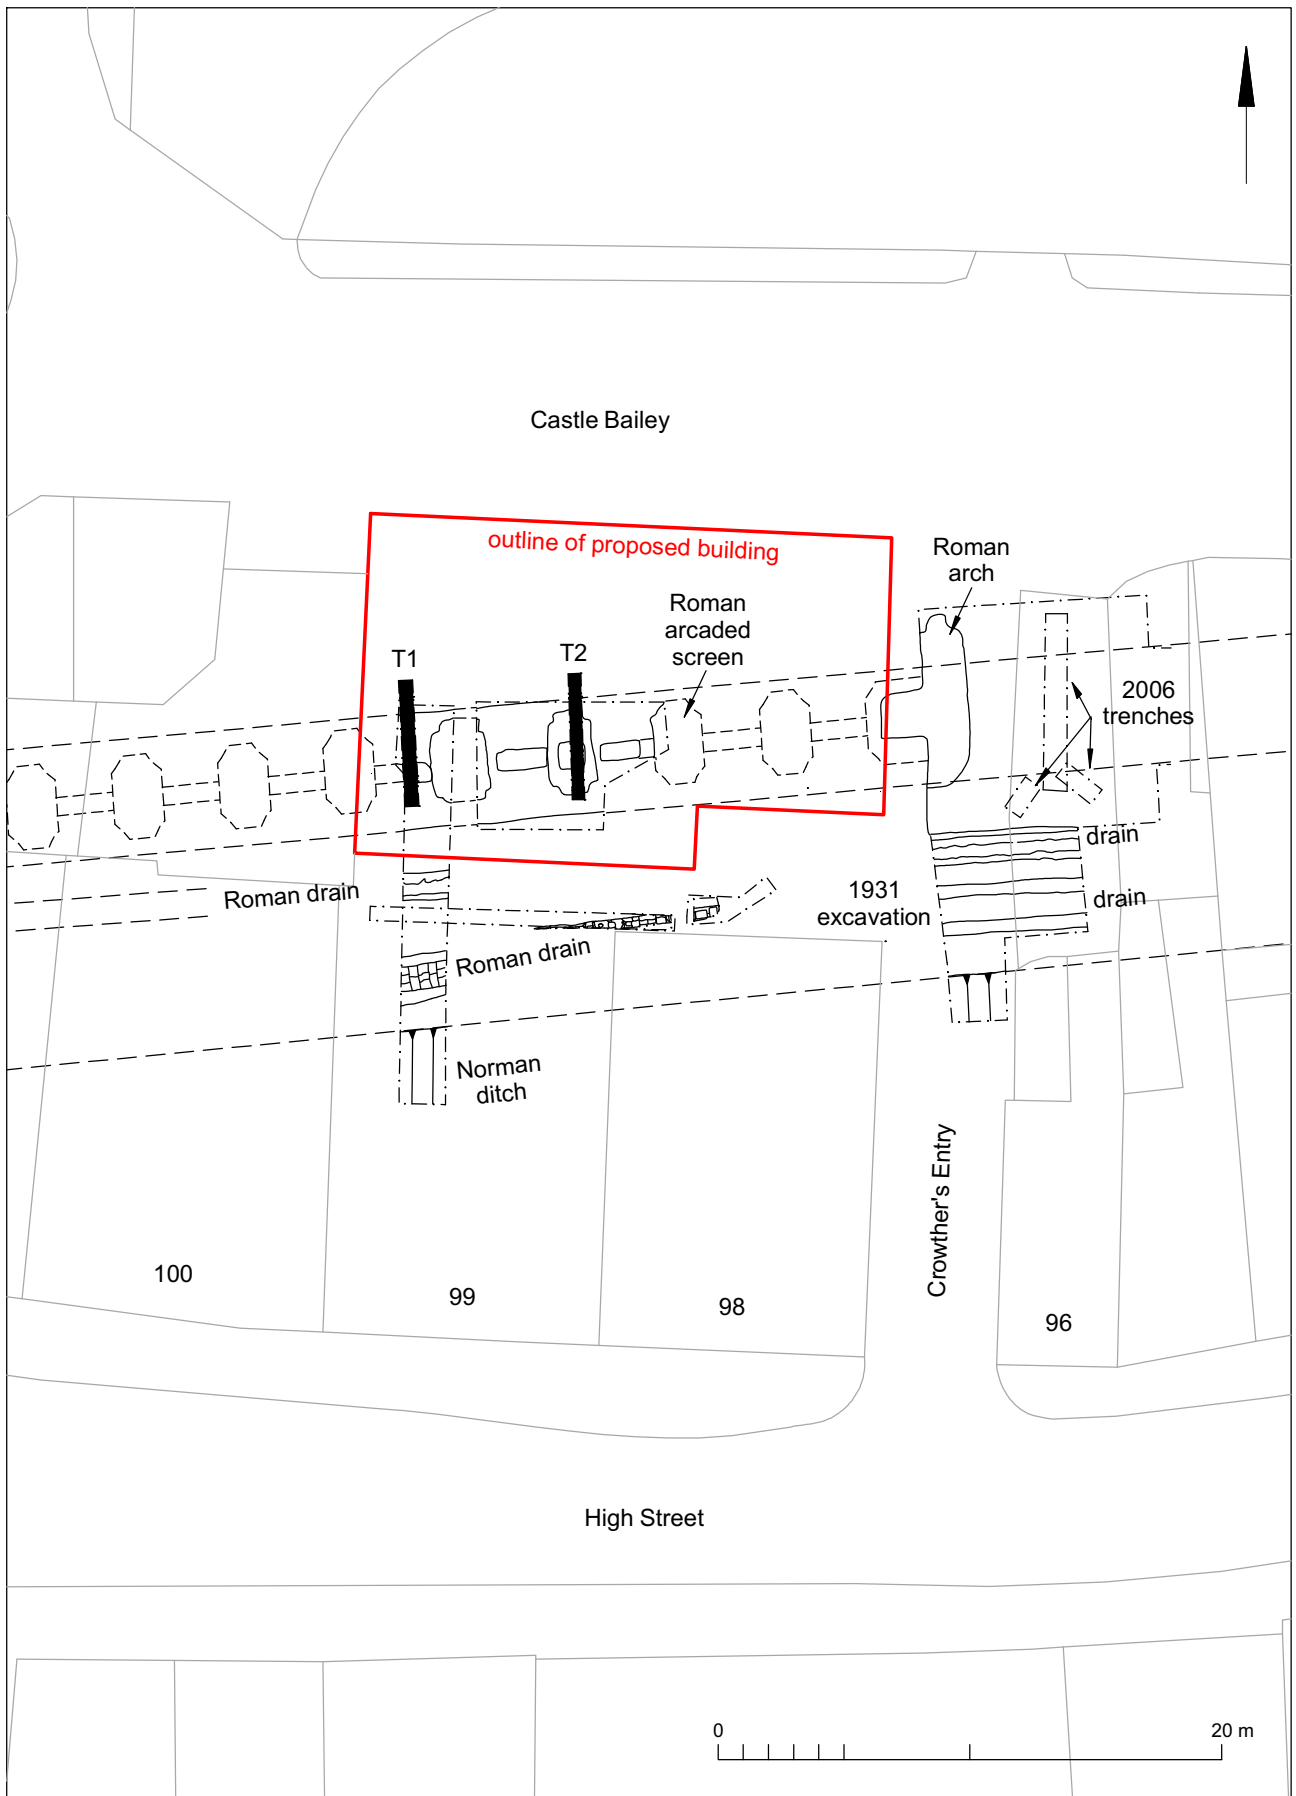 Castle Bailey
outline of proposed building
Roman
arch
Roman
arcaded
screen
T1
T2
2006
trenches
drain
Roman drain
1931
excavation
drain
Roman drain
Norman
ditch
Crowther's Entry
100
99
98
96
High Street
0
20 m